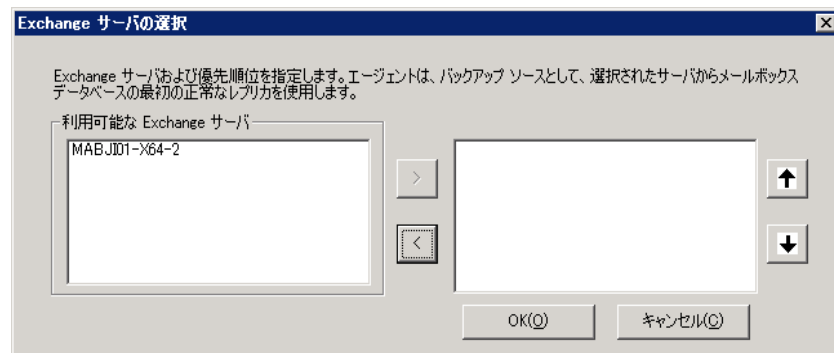 Exchange サーバの選択
Exchange サーバおよび優先順位を指定します。エージェントは、バックアップ ソースとして、選択されたサーバからメールボックス
データベースの最初の正常なレプリカを使用します。
利用可能な Exchange サーバ
MABJI01-X64-2
>
<
OK(O)
キャンセル(C)